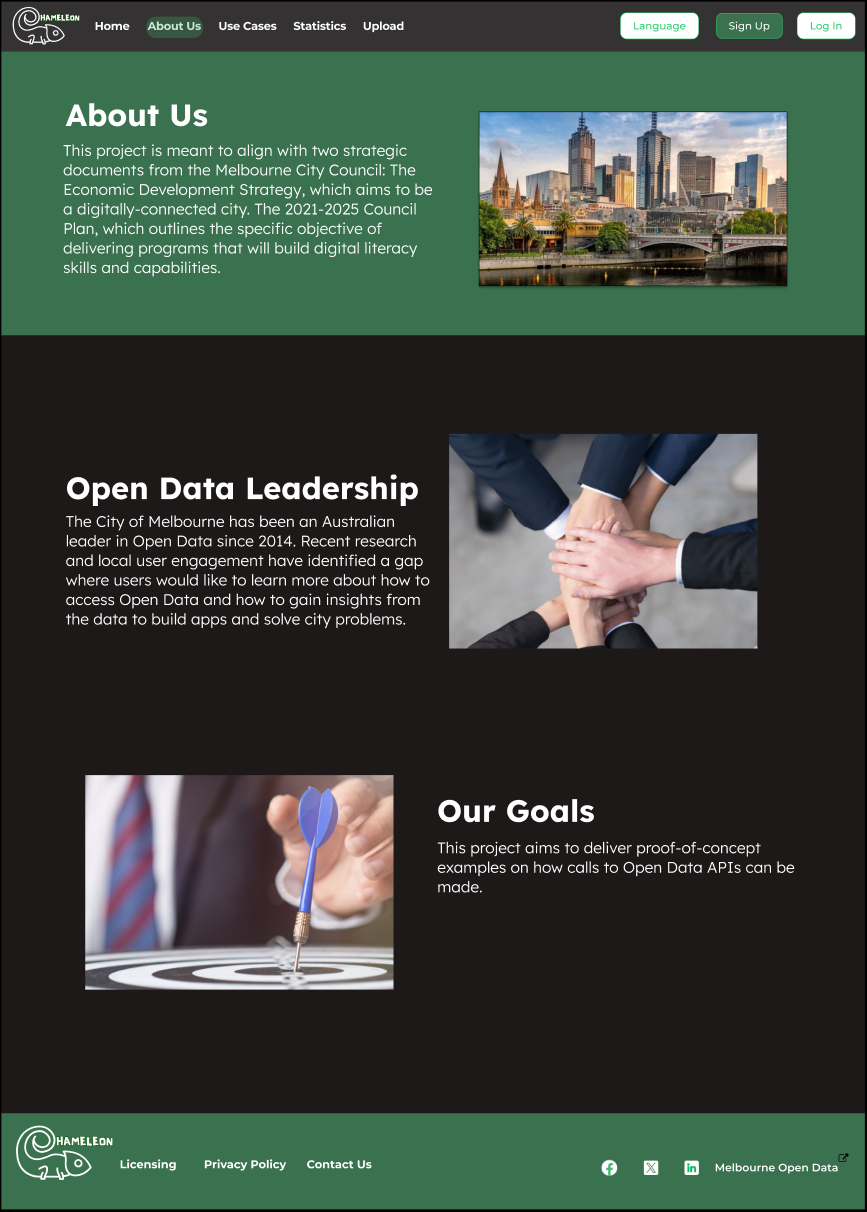 CHAMELEON
Home
About Us
Use Cases
Statistics
Upload
Language
Sign Up
Log In
About Us
This project is meant to align with two strategic
documents from the Melbourne City Council: The
Economic Development Strategy, which aims to be
a digitally-connected city. The 2021-2025 Council
Plan, which outlines the specific objective of
delivering programs that will build digital literacy
skills and capabilities.
Open Data Leadership
The City of Melbourne has been an Australian
leader in Open Data since 2014. Recent research
and local user engagement have identified a gap
where users would like to learn more about how to
access Open Data and how to gain insights from
the data to build apps and solve city problems.
Our Goals
This project aims to deliver proof-of-concept
examples on how calls to Open Data APIs can be
made.
CHAMELEON
Licensing
Privacy Policy
Contact Us
Melbourne Open Data